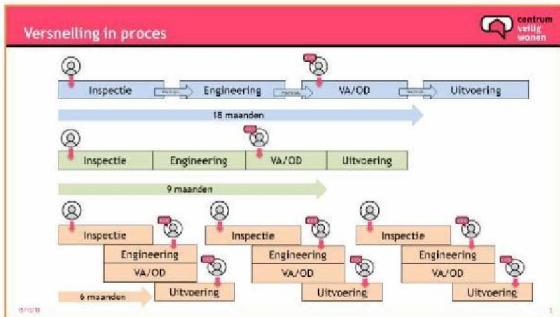 Versnelling in proces
centrum
veilig
wonen
Inspectie Engineering VA/OD Uitvoering
18 maanden
Inspectie Engineering VA/OD Uitvoering
9 maanden
Inspectie Inspectie Inspectie
Engineering Engineering Engineering
VA/OD VA/OD VA/OD
Uitvoering Uitvoering Uitvoering
6 maanden